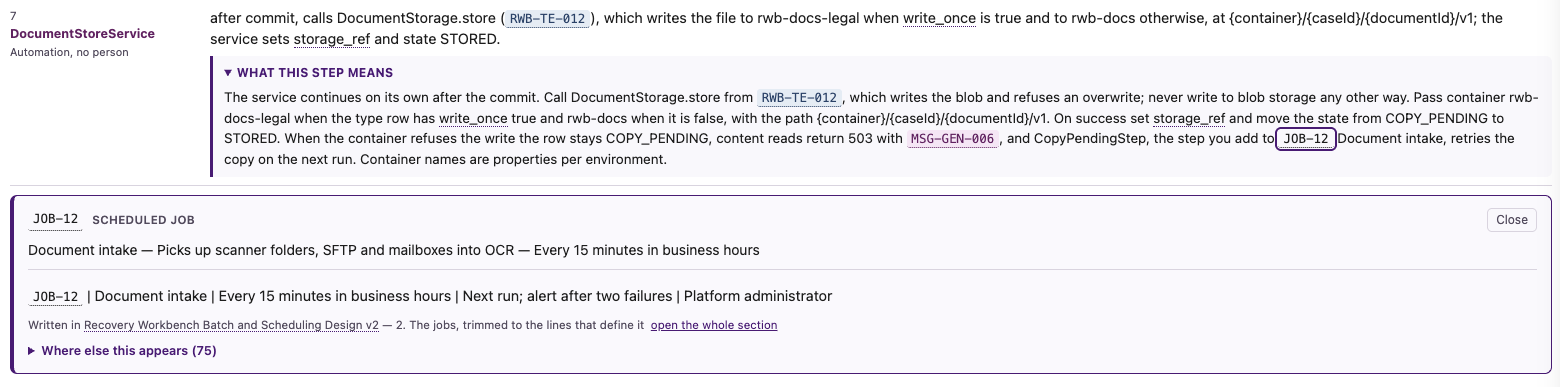 7
DocumentStoreService
Automation, no person
after commit, calls DocumentStorage.store (RWB-TE-012), which writes the file to rwb-docs-legal when write_once is true and to rwb-docs otherwise, at {container}/{caseId}/{documentId}/v1; the
service sets storage_ref and state STORED.
▼ WHAT THIS STEP MEANS
The service continues on its own after the commit. Call DocumentStorage.store from RWB-TE-012, which writes the blob and refuses an overwrite; never write to blob storage any other way. Pass container rwb-
docs-legal when the type row has write_once true and rwb-docs when it is false, with the path {container}/{caseId}/{documentId}/v1. On success set storage_ref and move the state from COPY_PENDING to
STORED. When the container refuses the write the row stays COPY_PENDING, content reads return 503 with MSG-GEN-006, and CopyPendingStep, the step you add to JOB-12 Document intake, retries the
copy on the next run. Container names are properties per environment.
JOB-12 SCHEDULED JOB
Close
Document intake — Picks up scanner folders, SFTP and mailboxes into OCR — Every 15 minutes in business hours
JOB-12 | Document intake | Every 15 minutes in business hours | Next run; alert after two failures | Platform administrator
Written in Recovery Workbench Batch and Scheduling Design v2 — 2. The jobs, trimmed to the lines that define it open the whole section
▶ Where else this appears (75)